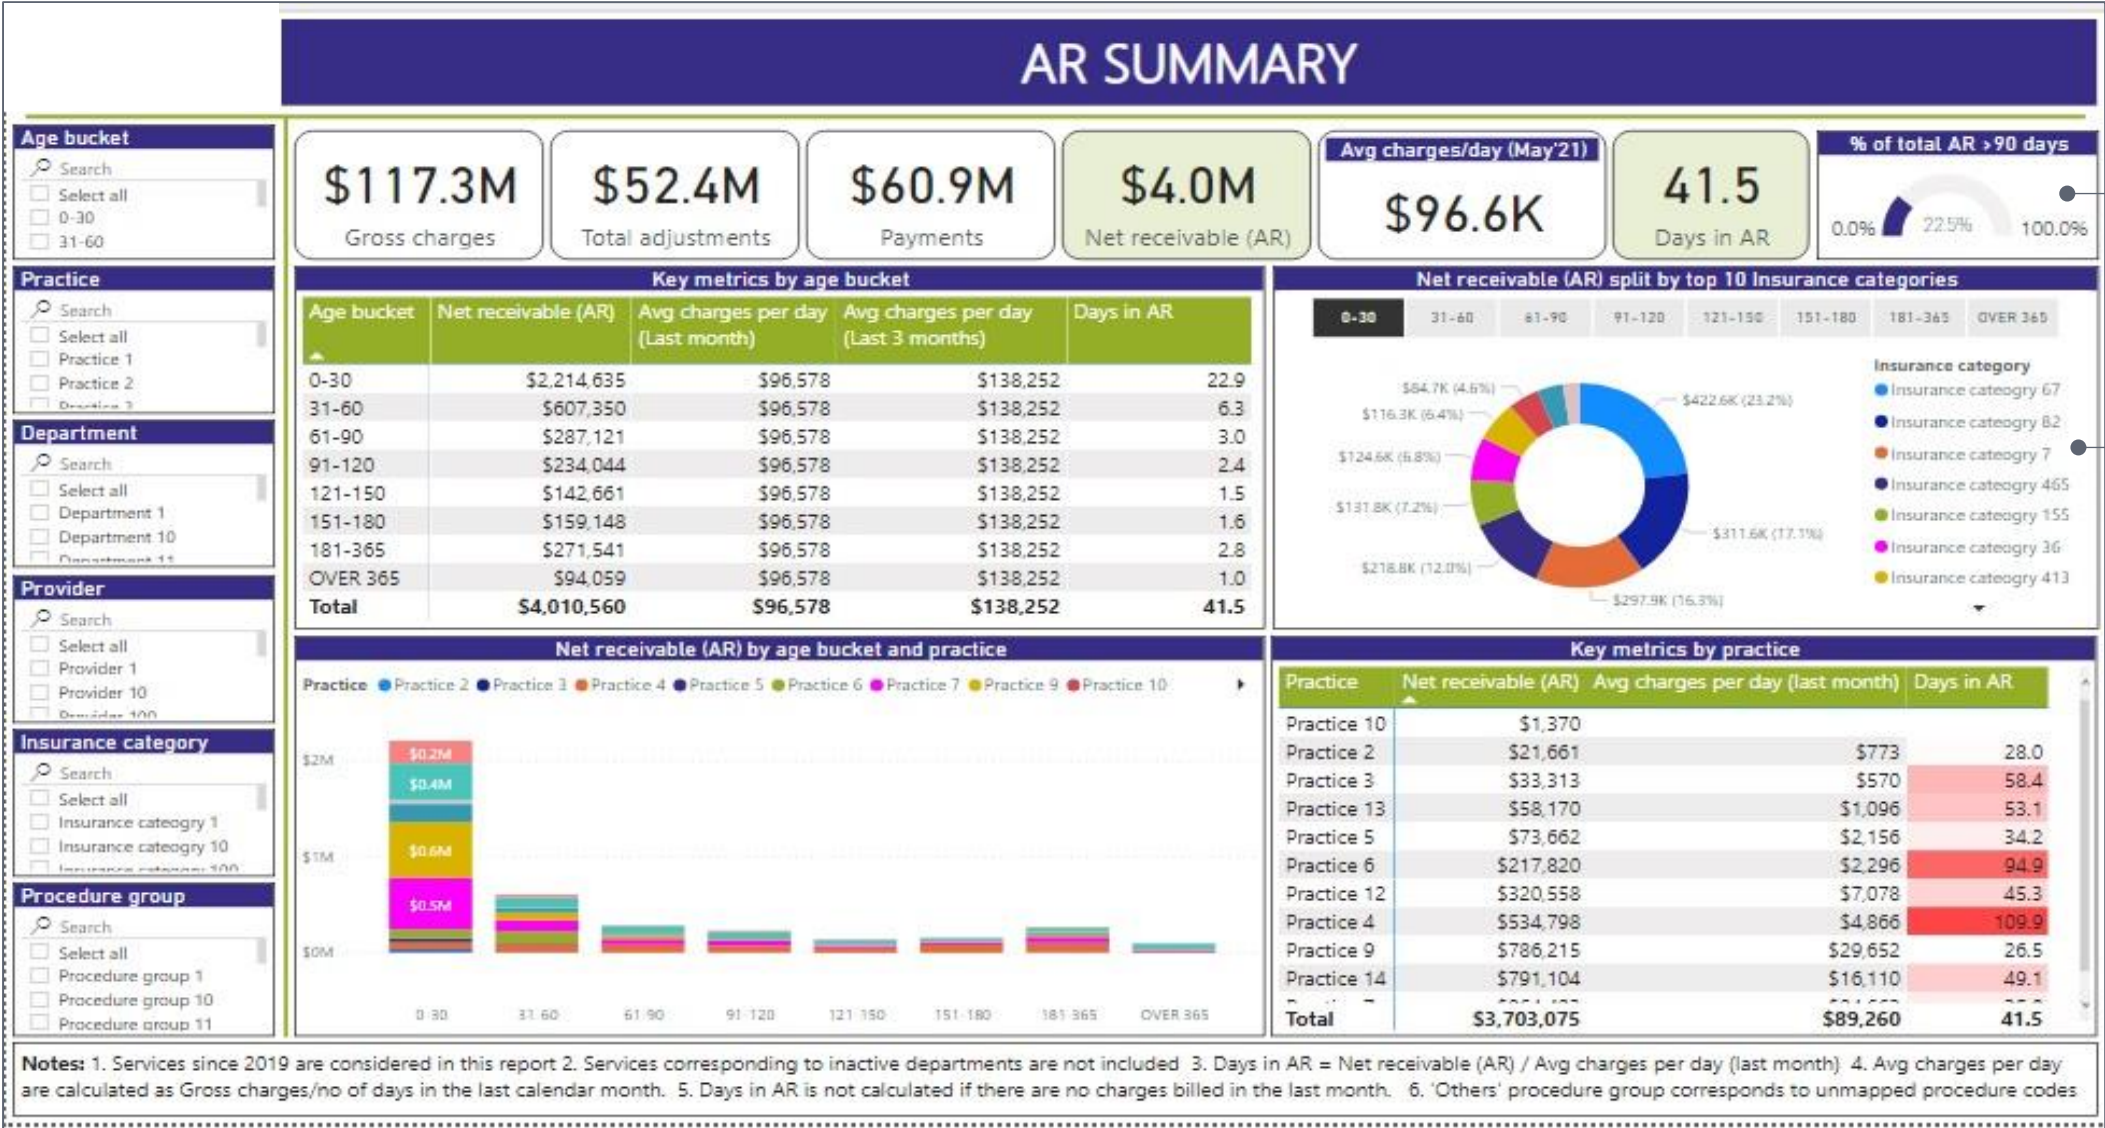 AR SUMMARY
Age bucket
Search
Select all
0-30
31-60
Practice
Search
Select all
Practice 1
Practice 2
Practice 3
Department
Search
Select all
Department 1
Department 10
Department 11
Provider
Search
Select all
Provider 1
Provider 10
Provider 100
Insurance category
Search
Select all
Insurance cateogry 1
Insurance cateogry 10
Insurance cateogry 100
Procedure group
Search
Select all
Procedure group 1
Procedure group 10
Procedure group 11
$117.3M
Gross charges
$52.4M
Total adjustments
$60.9M
Payments
$4.0M
Net receivable (AR)
Avg charges/day (May'21)
$96.6K
41.5
Days in AR
% of total AR >90 days
0.0% 22.5% 100.0%
Key metrics by age bucket
Age bucket Net receivable (AR) Avg charges per day (Last month) Avg charges per day (Last 3 months) Days in AR
0-30 $2,214,635 $96,578 $138,252 22.9
31-60 $607,350 $96,578 $138,252 6.3
61-90 $287,121 $96,578 $138,252 3.0
91-120 $234,044 $96,578 $138,252 2.4
121-150 $142,661 $96,578 $138,252 1.5
151-180 $159,148 $96,578 $138,252 1.6
181-365 $271,541 $96,578 $138,252 2.8
OVER 365 $94,059 $96,578 $138,252 1.0
Total $4,010,560 $96,578 $138,252 41.5
Net receivable (AR) split by top 10 Insurance categories
0-30 31-60 61-90 91-120 121-150 151-180 181-365 OVER 365
$84.7K (4.6%)
$116.3K (6.4%)
$124.6K (6.8%)
$131.8K (7.2%)
$218.8K (12.0%)
$297.9K (16.3%)
$311.6K (17.1%)
$422.6K (23.2%)
Insurance category
Insurance cateogry 67
Insurance cateogry 82
Insurance cateogry 7
Insurance cateogry 465
Insurance cateogry 155
Insurance cateogry 36
Insurance cateogry 413
Net receivable (AR) by age bucket and practice
Practice Practice 2 Practice 3 Practice 4 Practice 5 Practice 6 Practice 7 Practice 9 Practice 10
$2M
$1M
$0M
$0.2M
$0.4M
$0.6M
$0.5M
0-30 31-60 61-90 91-120 121-150 151-180 181-365 OVER 365
Key metrics by practice
Practice Net receivable (AR) Avg charges per day (last month) Days in AR
Practice 10 $1,370
Practice 2 $21,661 $773 28.0
Practice 3 $33,313 $570 58.4
Practice 13 $58,170 $1,096 53.1
Practice 5 $73,662 $2,156 34.2
Practice 6 $217,820 $2,296 94.9
Practice 12 $320,558 $7,078 45.3
Practice 4 $534,798 $4,866 109.9
Practice 9 $786,215 $29,652 26.5
Practice 14 $791,104 $16,110 49.1
Total $3,703,075 $89,260 41.5
Notes: 1. Services since 2019 are considered in this report 2. Services corresponding to inactive departments are not included 3. Days in AR = Net receivable (AR) / Avg charges per day (last month) 4. Avg charges per day
are calculated as Gross charges/no of days in the last calendar month. 5. Days in AR is not calculated if there are no charges billed in the last month. 6. 'Others' procedure group corresponds to unmapped procedure codes